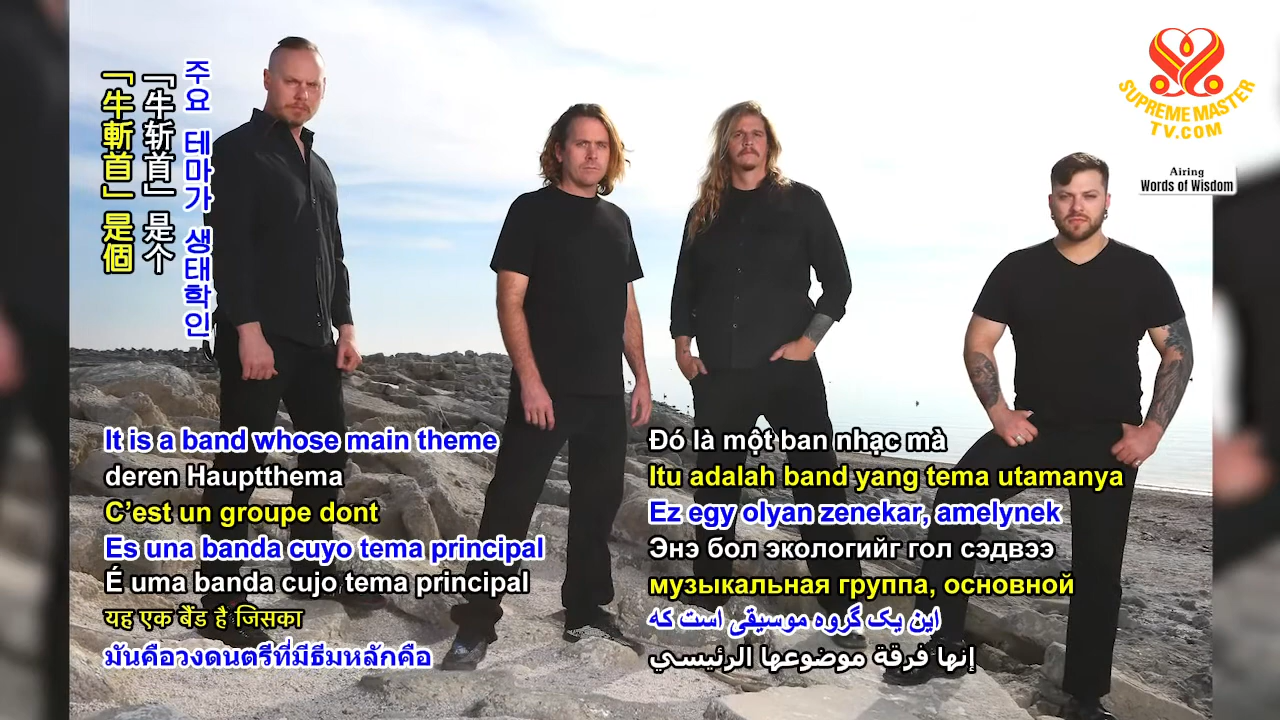 「牛斬首」是個
「牛斩首」是个
주요 테마가 생태학인
SUPREME MASTER
TV.COM
Airing
Words of Wisdom
It is a band whose main theme
deren Hauptthema
C’est un groupe dont
Es una banda cuyo tema principal
É uma banda cujo tema principal
यह एक बैंड है जिसका
มันคือวงดนตรีที่มีธีมหลักคือ
Đó là một ban nhạc mà
Itu adalah band yang tema utamanya
Ez egy olyan zenekar, amelynek
Энэ бол экологийг гол сэдвээ
музыкальная группа, основной
این یک گروه موسیقی است که
إنها فرقة موضوعها الرئيسي